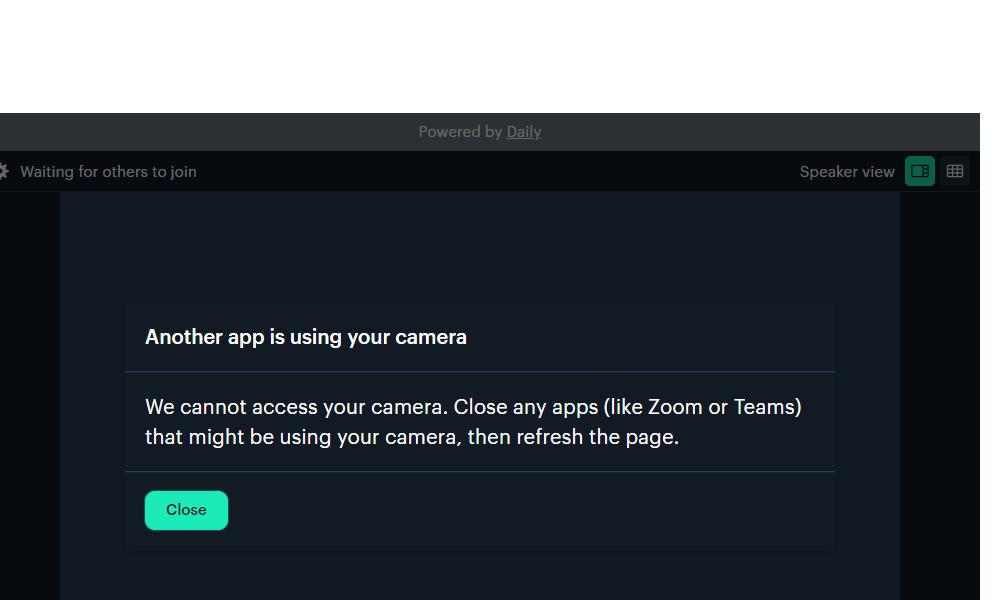 Powered by Daily
Waiting for others to join
Speaker view
Another app is using your camera
We cannot access your camera. Close any apps (like Zoom or Teams)
that might be using your camera, then refresh the page.
Close